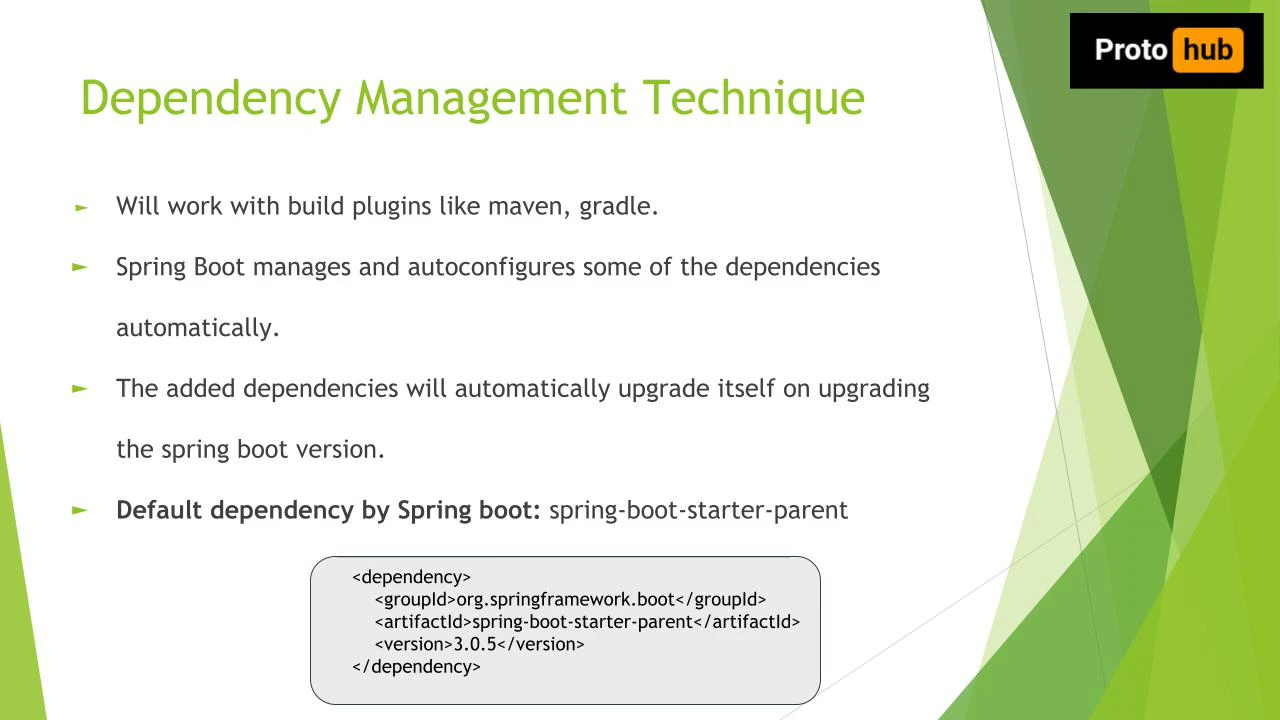 Proto hub
Dependency Management Technique
► Will work with build plugins like maven, gradle.
► Spring Boot manages and autoconfigures some of the dependencies
automatically.
► The added dependencies will automatically upgrade itself on upgrading
the spring boot version.
► Default dependency by Spring boot: spring-boot-starter-parent
<dependency>
<groupId>org.springframework.boot</groupId>
<artifactId>spring-boot-starter-parent</artifactId>
<version>3.0.5</version>
</dependency>